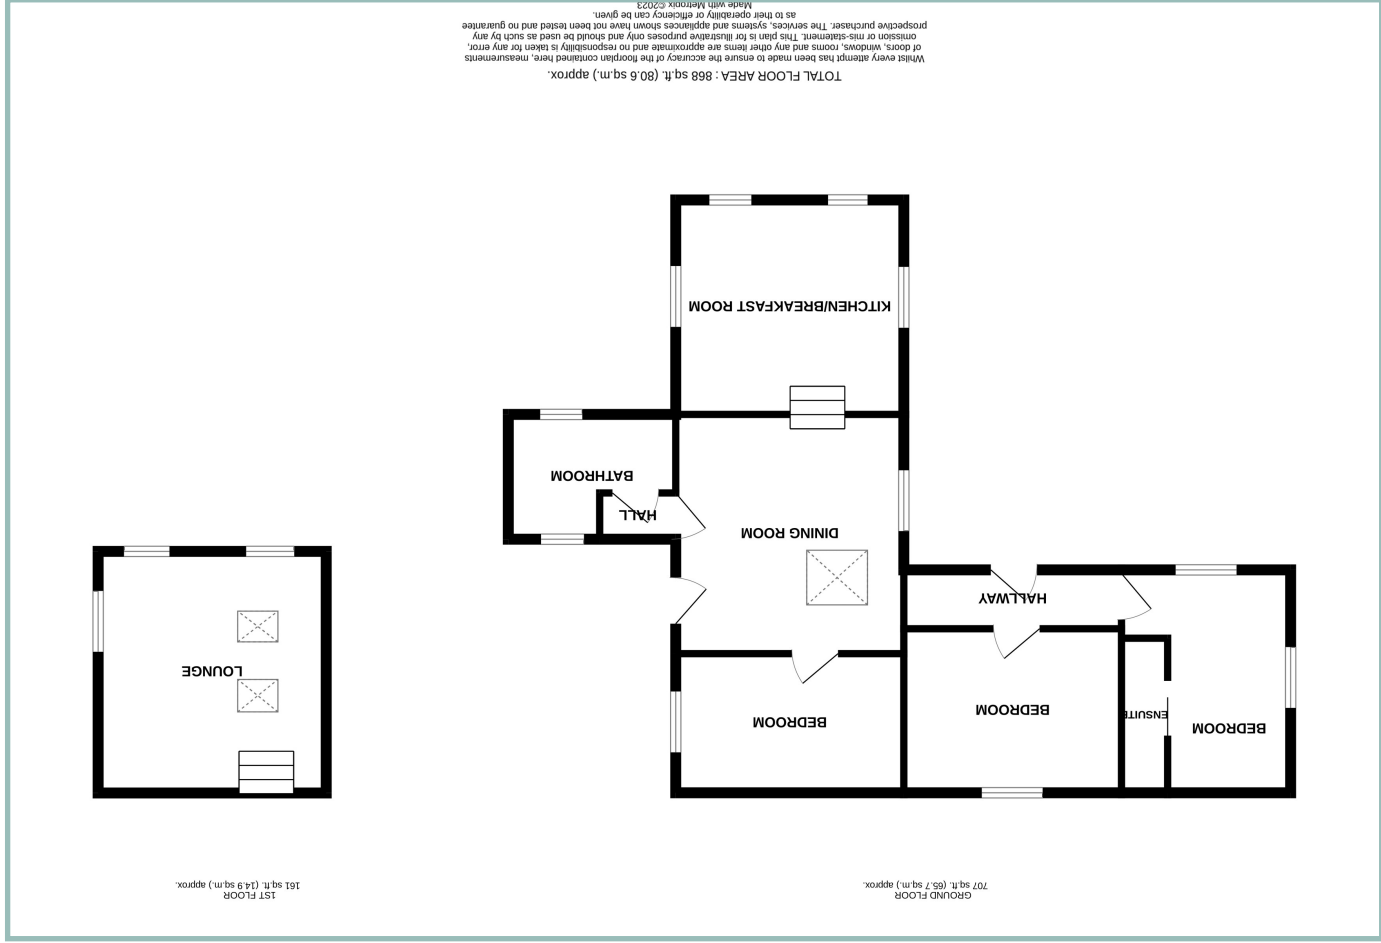 GROUND FLOOR
707 sq.ft. (65.7 sq.m.) approx.
1ST FLOOR
161 sq.ft. (14.9 sq.m.) approx.
BEDROOM
ENSUITE
BEDROOM
BEDROOM
HALLWAY
DINING ROOM
HALL
BATHROOM
KITCHEN/BREAKFAST ROOM
LOUNGE
TOTAL FLOOR AREA : 868 sq.ft. (80.6 sq.m.) approx.
Whilst every attempt has been made to ensure the accuracy of the floorplan contained here, measurements
of doors, windows, rooms and any other items are approximate and no responsibility is taken for any error,
omission or mis-statement. This plan is for illustrative purposes only and should be used as such by any
prospective purchaser. The services, systems and appliances shown have not been tested and no guarantee
as to their operability or efficiency can be given.
Made with Metropix ©2023